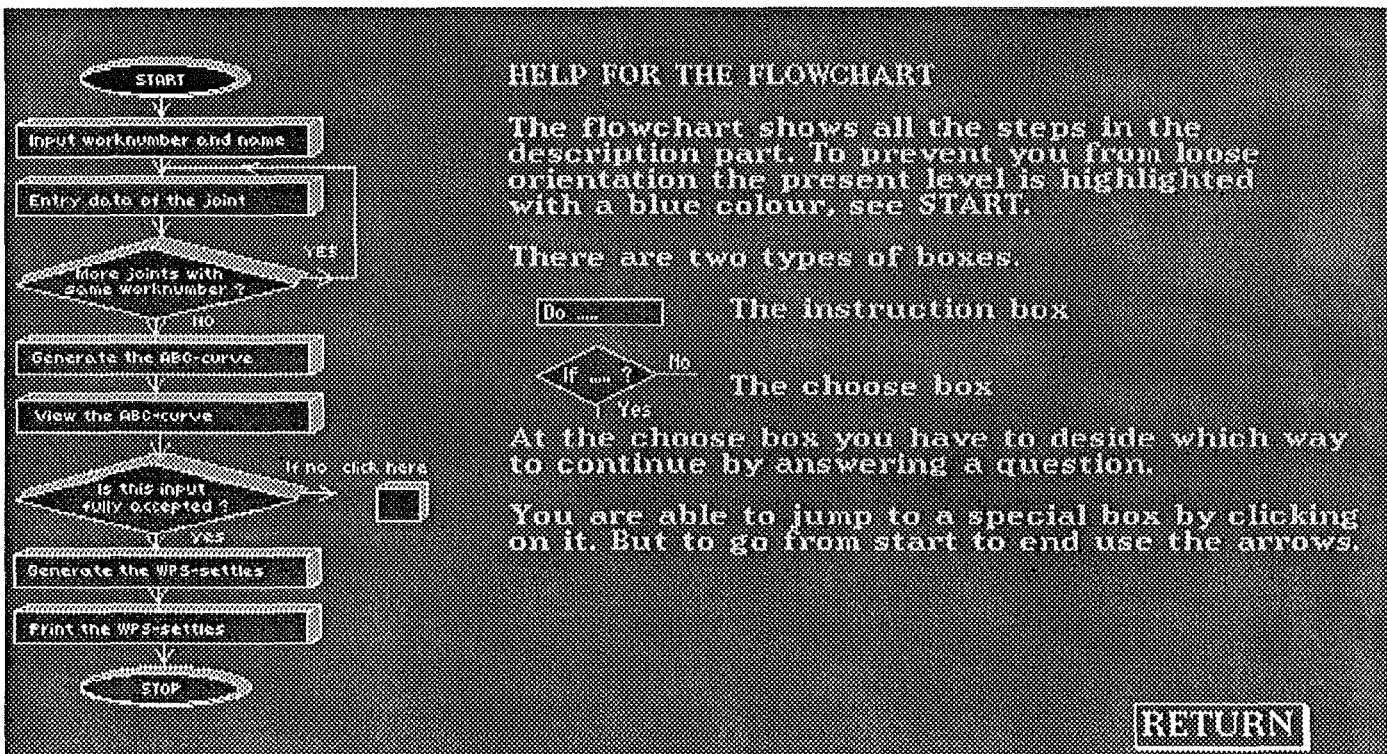 START
Input worknumber and name
Entry data of the joint
YES
More joints with
same worknumber ?
NO
Generate the ABC-curve
View the ABC-curve
If no click here
Is this input
fully accepted ?
yes
Generate the WPS-settles
Print the WPS-settles
STOP
HELP FOR THE FLOWCHART
The flowchart shows all the steps in the
description part. To prevent you from loose
orientation the present level is highlighted
with a blue colour, see START.
There are two types of boxes.
Do .....
The instruction box
If ..... ?
No
Yes
The choose box
At the choose box you have to deside which way
to continue by answering a question.
You are able to jump to a special box by clicking
on it. But to go from start to end use the arrows.
RETURN